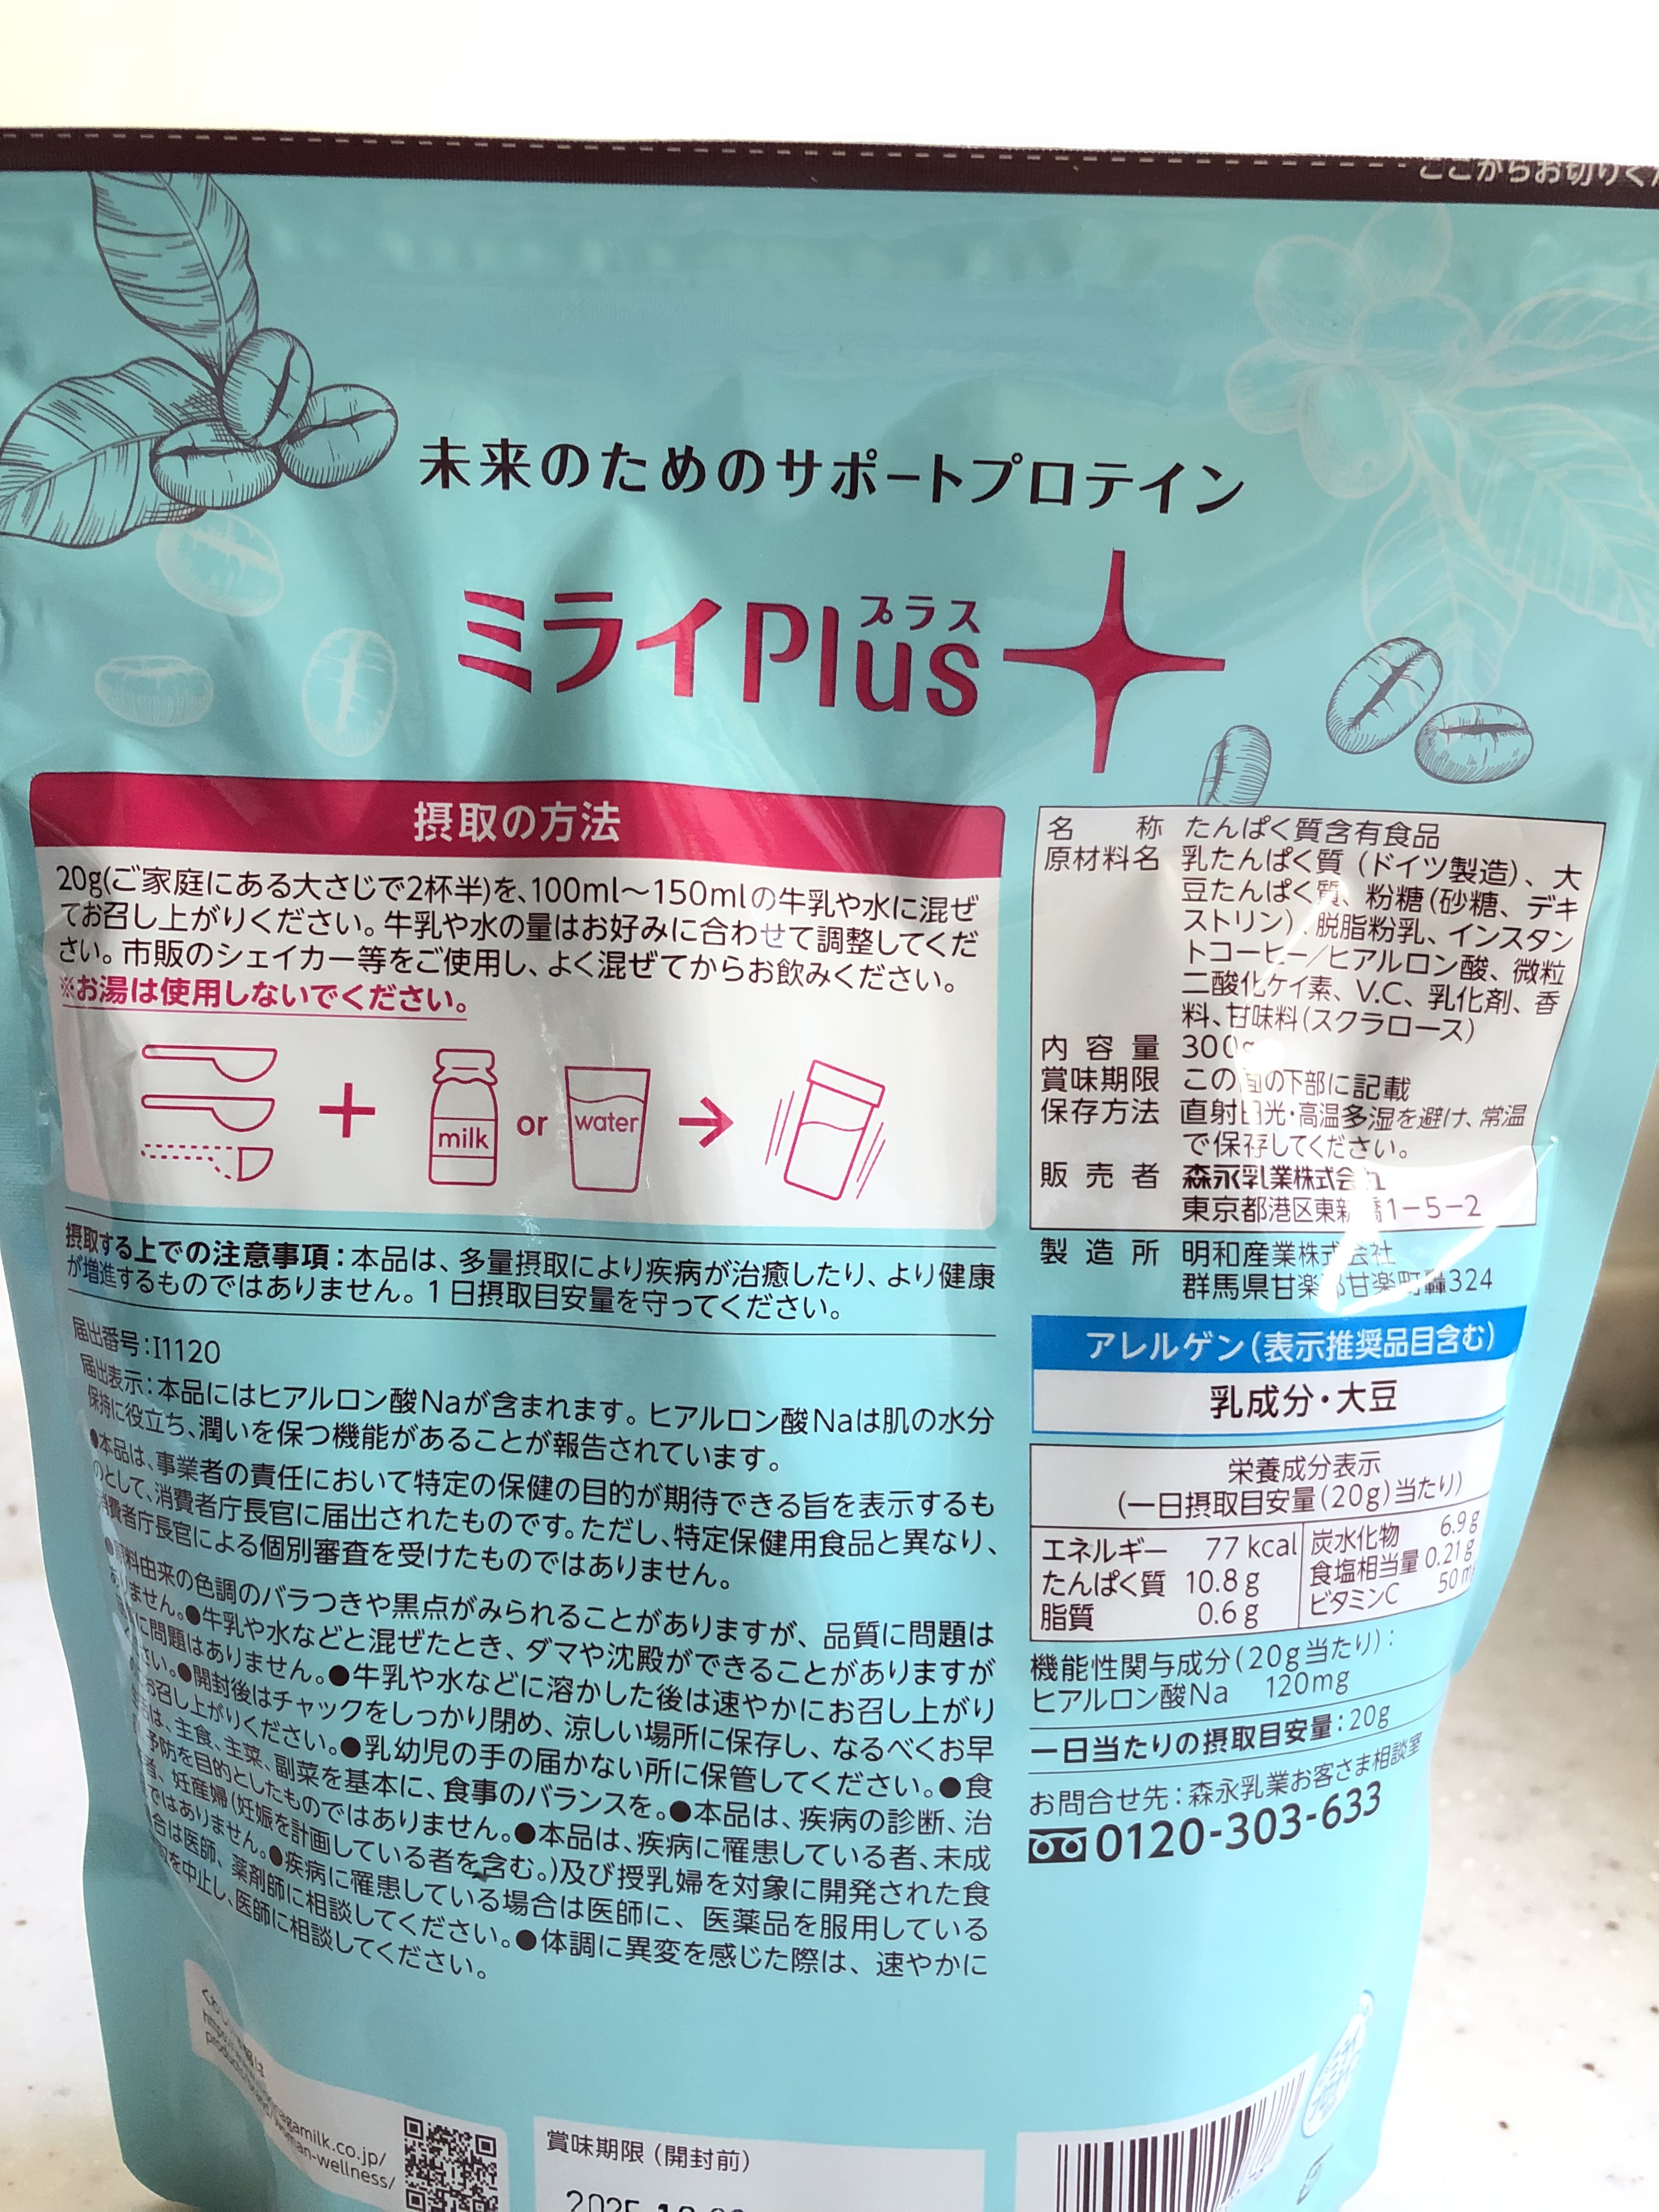 ここからお切りく
未来のためのサポートプロテイン
ミライPlus
プラス
摂取の方法
20g(ご家庭にある大さじで2杯半)を、100ml〜150mlの牛乳や水に混ぜ
てお召し上がりください。牛乳や水の量はお好みに合わせて調整してくだ
さい。市販のシェイカー等をご使用し、よく混ぜてからお飲みください。
※お湯は使用しないでください。
milk or water
摂取する上での注意事項：本品は、多量摂取により疾病が治癒したり、より健康
が増進するものではありません。1日摂取目安量を守ってください。
届出番号：I1120
届出表示：本品にはヒアルロン酸Naが含まれます。ヒアルロン酸Naは肌の水分
保持に役立ち、潤いを保つ機能があることが報告されています。
●本品は、事業者の責任において特定の保健の目的が期待できる旨を表示するも
のとして、消費者庁長官に届出されたものです。ただし、特定保健用食品と異なり、
消費者庁長官による個別審査を受けたものではありません。
●原料由来の色調のバラつきや黒点がみられることがありますが、品質に問題は
ありません。●牛乳や水などと混ぜたとき、ダマや沈殿ができることがありますが
に問題はありません。●牛乳や水などに溶かした後は速やかにお召し上がり
さい。●開封後はチャックをしっかり閉め、涼しい場所に保存し、なるべくお早
お召し上がりください。●乳幼児の手の届かない所に保管してください。●食
は、主食、主菜、副菜を基本に、食事のバランスを。●本品は、疾病の診断、治
予防を目的としたものではありません。●本品は、疾病に罹患している者、未成
者、妊産婦(妊娠を計画している者を含む。)及び授乳婦を対象に開発された食
ではありません。●疾病に罹患している場合は医師に、医薬品を服用している
合は医師、薬剤師に相談してください。●体調に異変を感じた際は、速やかに
を中止し、医師に相談してください。
agamilk.co.jp/
an-wellness/
賞味期限（開封前）
名称 たんぱく質含有食品
原材料名 乳たんぱく質（ドイツ製造）、大
豆たんぱく質、粉糖（砂糖、デキ
ストリン）、脱脂粉乳、インスタン
トコーヒー／ヒアルロン酸、微粒
二酸化ケイ素、V.C、乳化剤、香
料、甘味料（スクラロース）
内容量 300g
賞味期限 この面の下部に記載
保存方法 直射日光・高温多湿を避け、常温
で保存してください。
販売者 森永乳業株式会社
東京都港区東新橋1−5−2
製造所 明和産業株式会社
群馬県甘楽郡甘楽町轟324
アレルゲン（表示推奨品目含む）
乳成分・大豆
栄養成分表示
（一日摂取目安量（20g）当たり）
エネルギー 77 kcal 炭水化物 6.9 g
たんぱく質 10.8 g 食塩相当量 0.21 g
脂質 0.6 g ビタミンC 50 m
機能性関与成分（20g当たり）：
ヒアルロン酸Na 120mg
一日当たりの摂取目安量：20g
お問合せ先：森永乳業お客さま相談室
0120-303-633